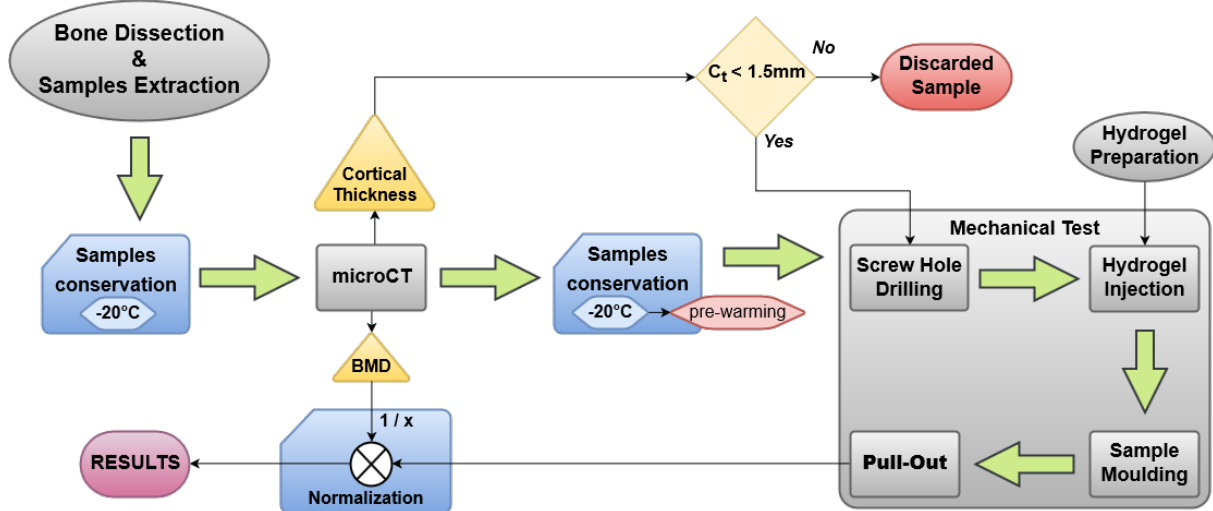 Bone Dissection
&
Samples Extraction
C_t < 1.5mm
No
Discarded
Sample
Yes
Hydrogel
Preparation
Cortical
Thickness
Samples
conservation
-20°C
microCT
Samples
conservation
-20°C
pre-warming
Mechanical Test
Screw Hole
Drilling
Hydrogel
Injection
BMD
1 / x
RESULTS
Normalization
Pull-Out
Sample
Moulding